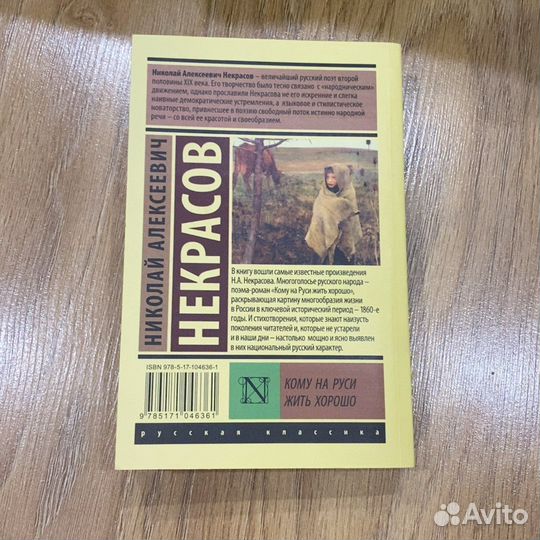 Николай Алексеевич Некрасов – величайший русский поэт второй
половины XIX века. Его творчество было тесно связано с «народническим»
движением, однако прославили Некрасова не его искренние и слегка
наивные демократические устремления, а языковое и стилистическое
новаторство, привнесшее в поэзию свободный поток истинно народной
речи – со всей ее красотой и своеобразием.
НИКОЛАЙ АЛЕКСЕЕВИЧ
НЕКРАСОВ
В книгу вошли самые известные произведения
Н.А. Некрасова. Многоголосье русского народа –
поэма-роман «Кому на Руси жить хорошо»,
раскрывающая картину многообразия жизни
в России в ключевой исторический период – 1860-е
годы. И стихотворения, которые знают наизусть
поколения читателей и, которые не устарели
и в наши дни – настолько мощно и ясно выявлен
в них национальный русский характер.
ISBN 978-5-17-104636-1
9 785171 046361
N
КОМУ НА РУСИ
ЖИТЬ ХОРОШО
русская классика
Avito